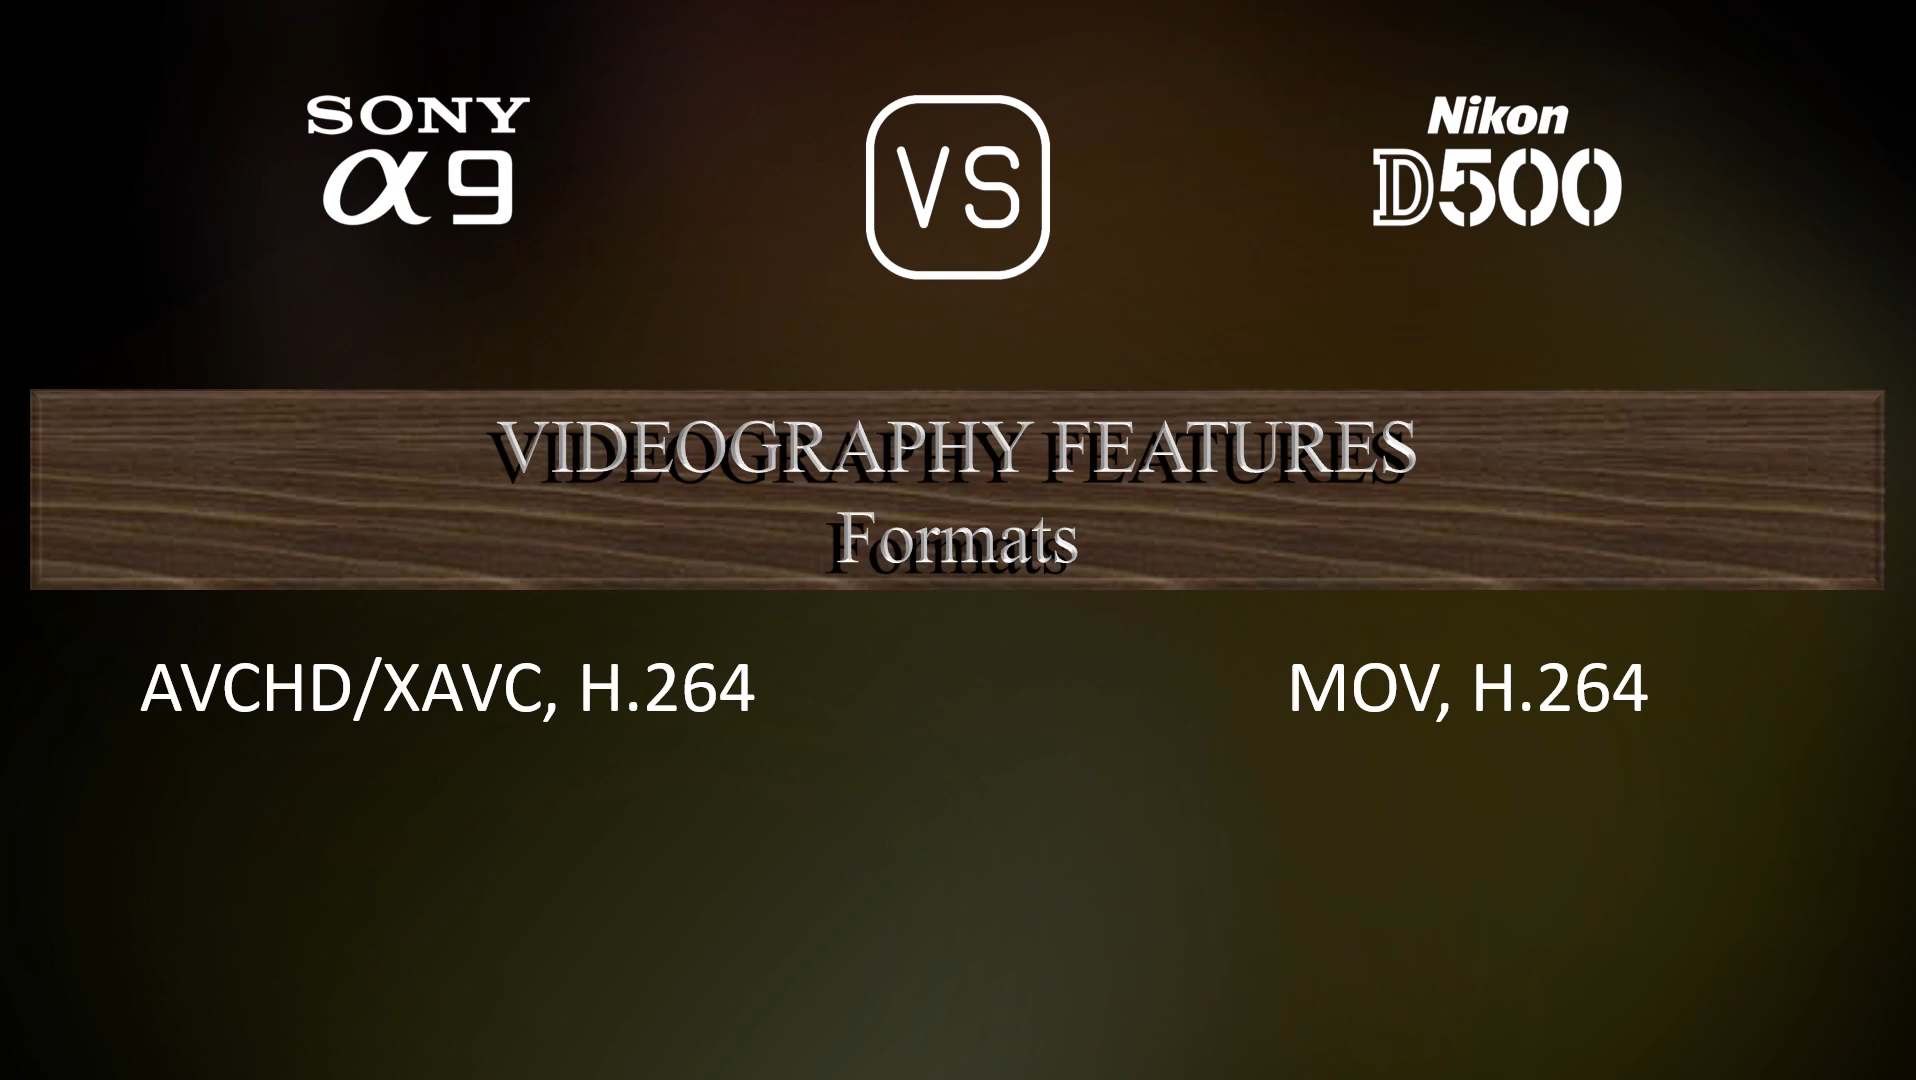 SONY
α9
VS
Nikon
D500
VIDEOGRAPHY FEATURES
Formats
AVCHD/XAVC, H.264
MOV, H.264